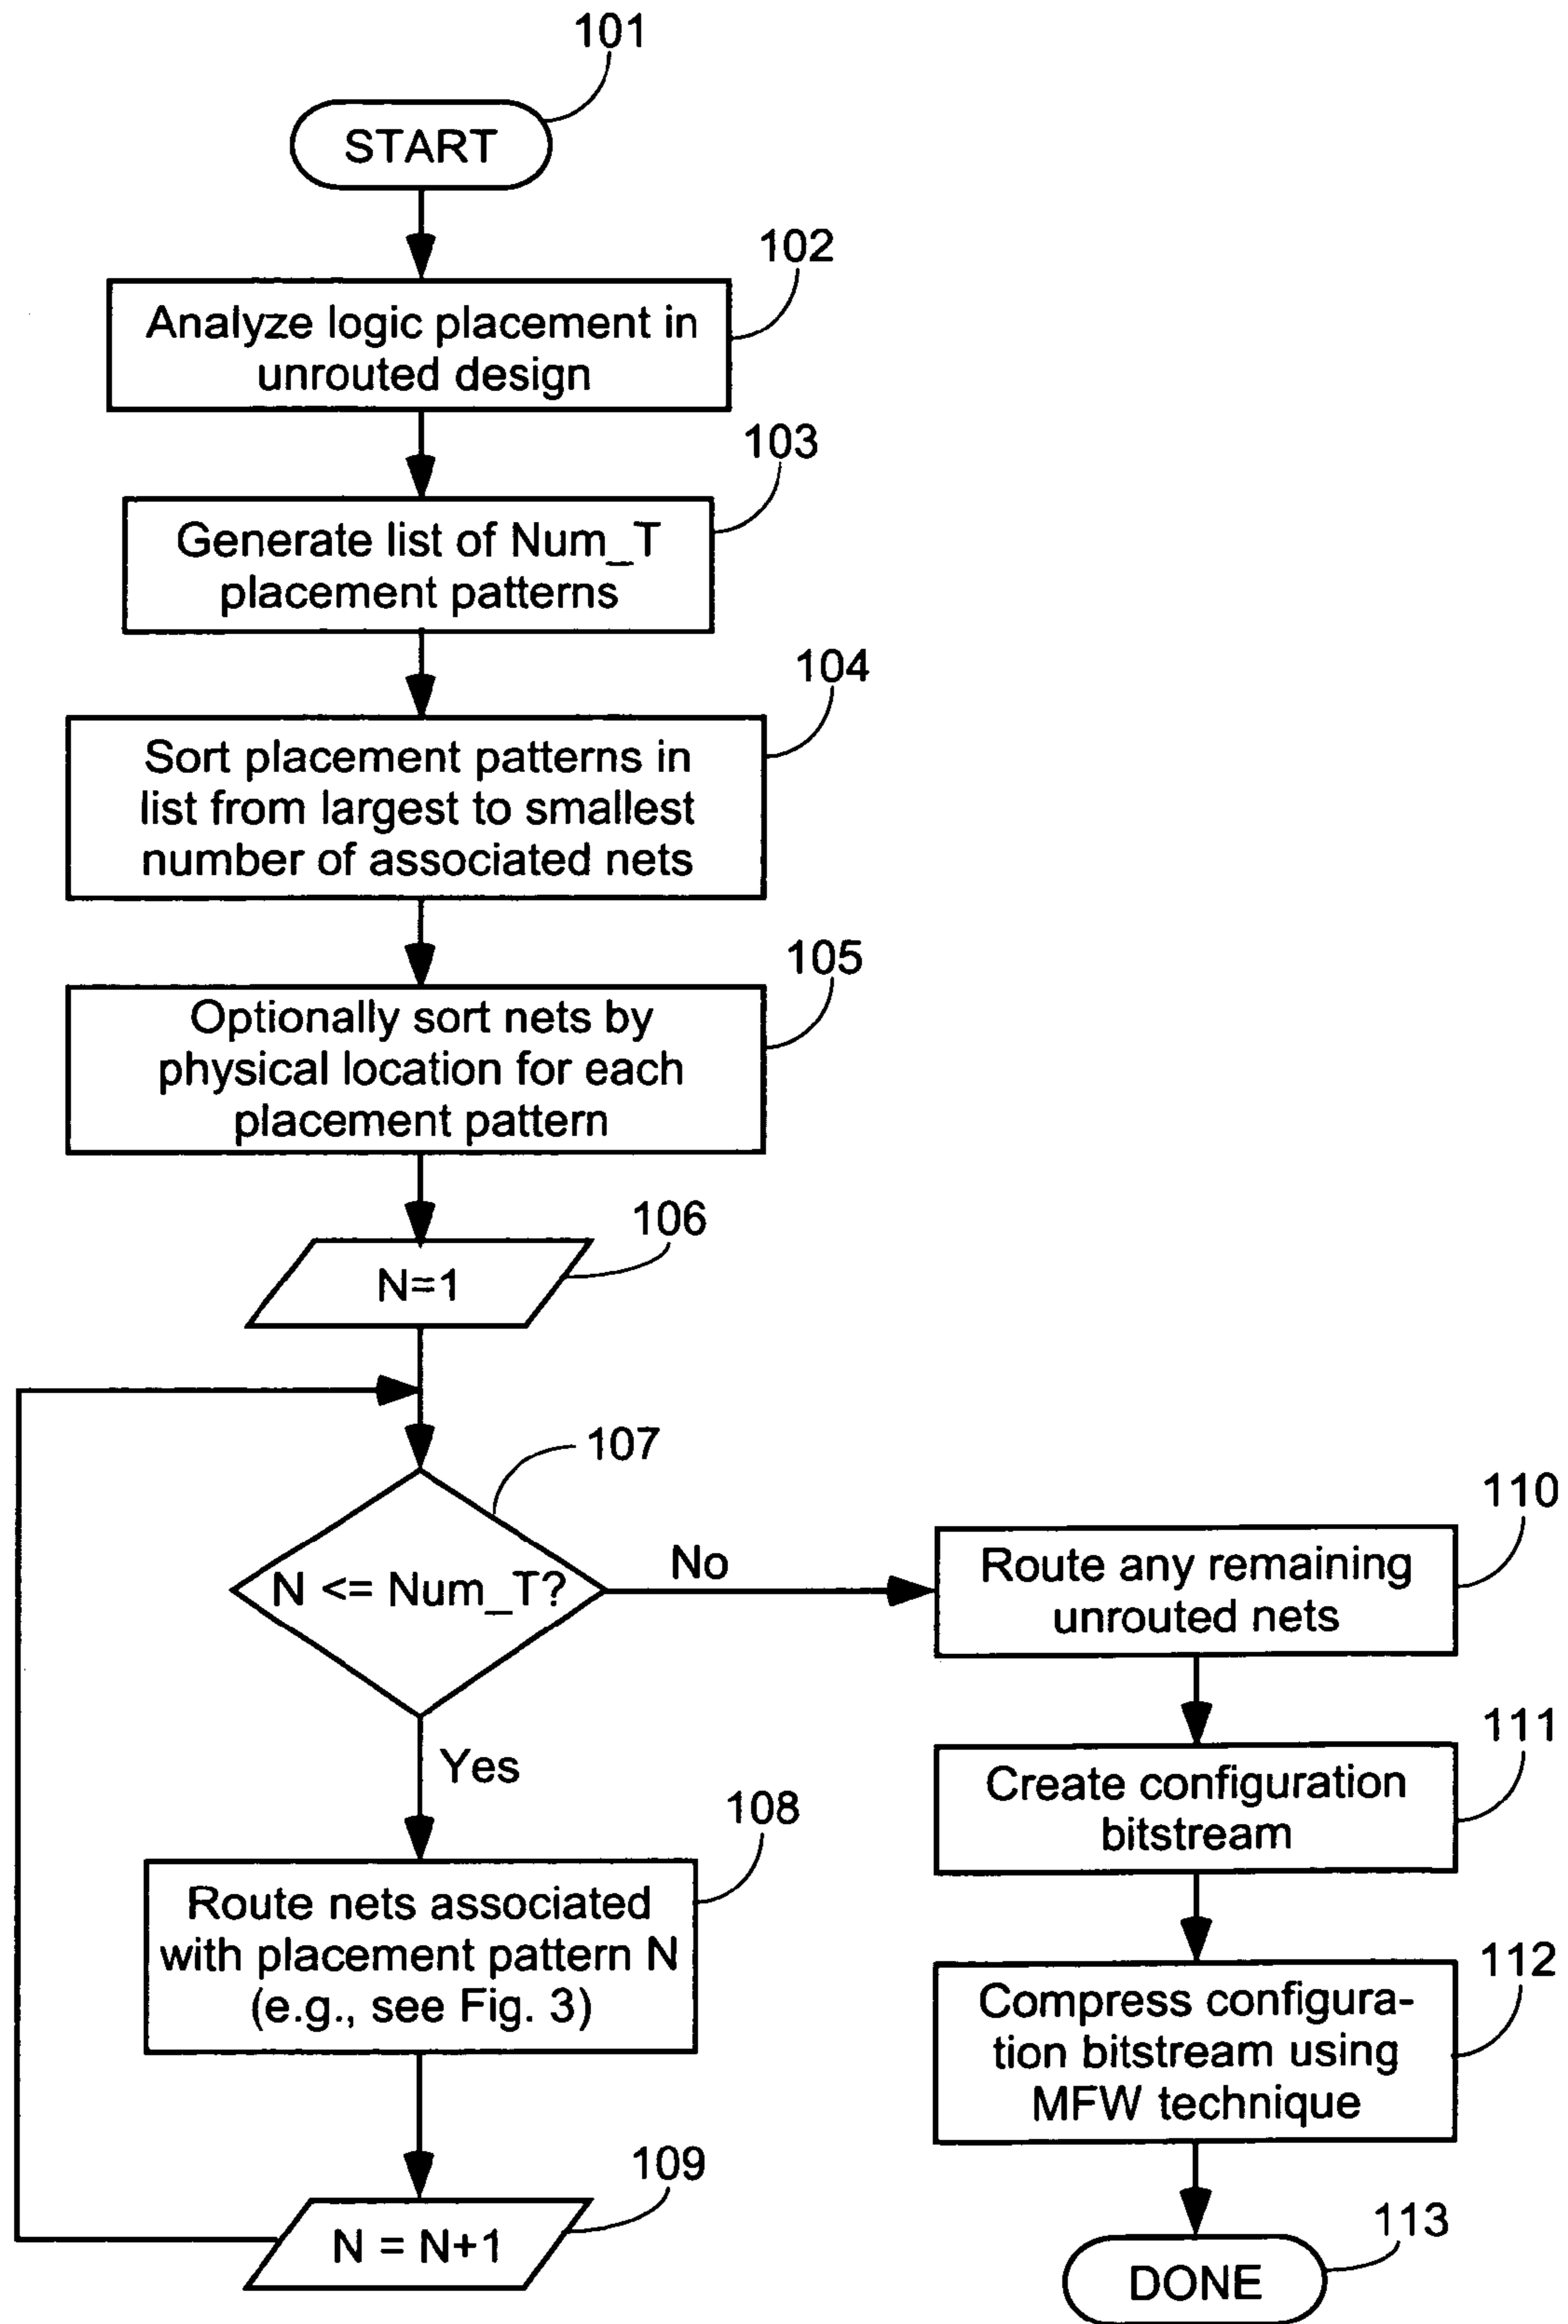 101
START
102
Analyze logic placement in
unrouted design
103
Generate list of Num_T
placement patterns
104
Sort placement patterns in
list from largest to smallest
number of associated nets
105
Optionally sort nets by
physical location for each
placement pattern
106
N=1
107
N <= Num_T?
No
Yes
108
Route nets associated
with placement pattern N
(e.g., see Fig. 3)
109
N = N+1
110
Route any remaining
unrouted nets
111
Create configuration
bitstream
112
Compress configura-
tion bitstream using
MFW technique
113
DONE